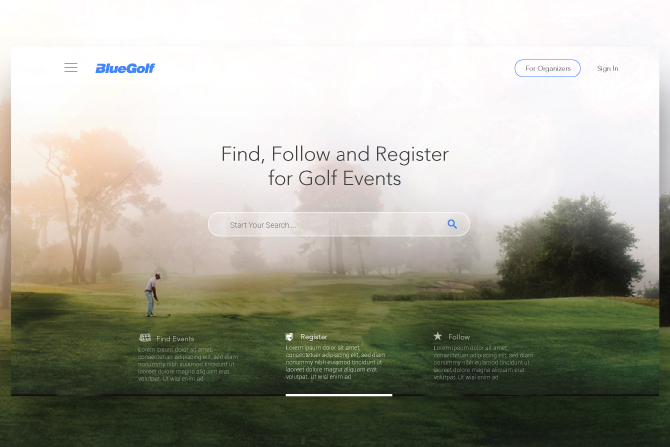 BlueGolf
For Organizers
Sign In
Find, Follow and Register
for Golf Events
Start Your Search...
Find Events
Lorem ipsum dolor sit amet,
consectetuer adipiscing elit, sed diam
nonummy nibh euismod tincidunt ut
laoreet dolore magna aliquam erat
volutpat. Ut wisi enim ad
Register
Lorem ipsum dolor sit amet,
consectetuer adipiscing elit, sed diam
nonummy nibh euismod tincidunt ut
laoreet dolore magna aliquam erat
volutpat. Ut wisi enim ad
Follow
Lorem ipsum dolor sit amet,
consectetuer adipiscing elit, sed diam
nonummy nibh euismod tincidunt ut
laoreet dolore magna aliquam erat
volutpat. Ut wisi enim ad